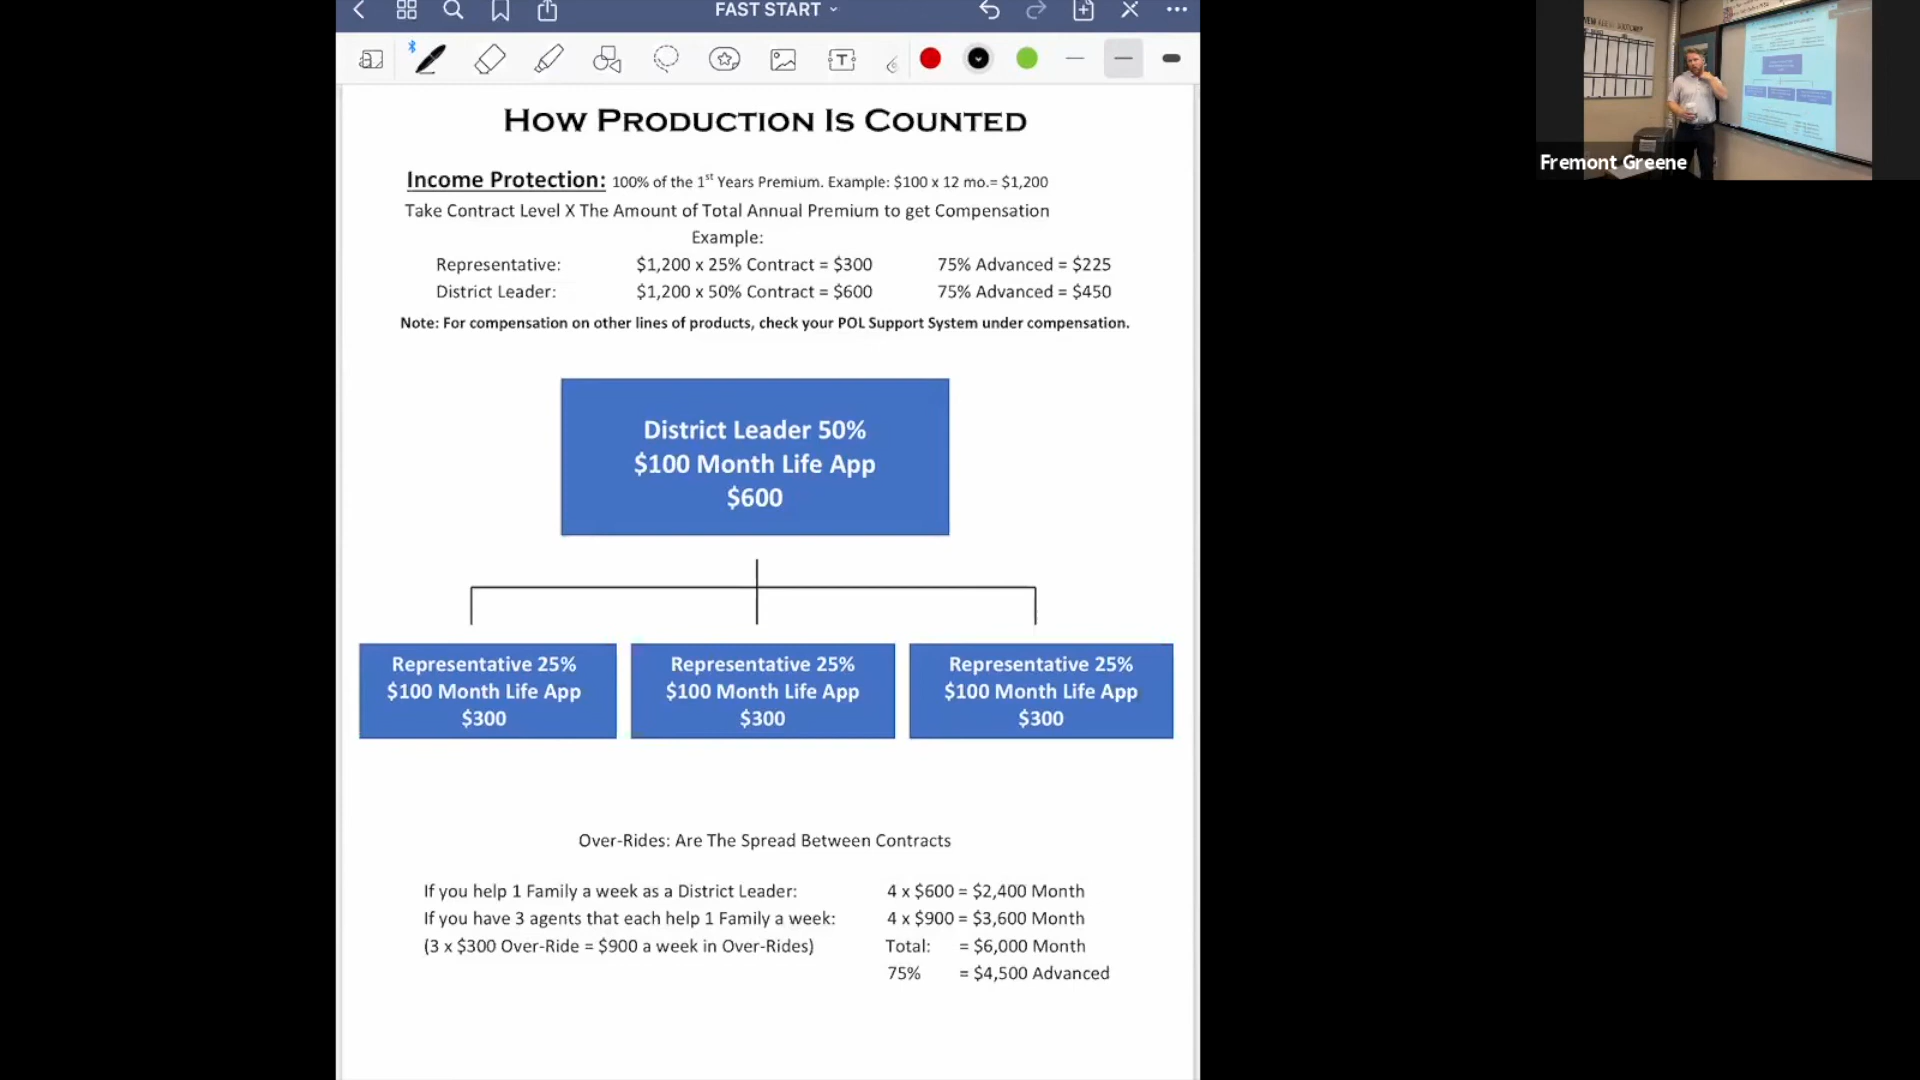 FAST START
HOW PRODUCTION IS COUNTED
Income Protection: 100% of the 1st Years Premium. Example: $100 x 12 mo.= $1,200
Take Contract Level X The Amount of Total Annual Premium to get Compensation
Example:
Representative: $1,200 x 25% Contract = $300 75% Advanced = $225
District Leader: $1,200 x 50% Contract = $600 75% Advanced = $450
Note: For compensation on other lines of products, check your POL Support System under compensation.
District Leader 50%
$100 Month Life App
$600
Representative 25%
$100 Month Life App
$300
Representative 25%
$100 Month Life App
$300
Representative 25%
$100 Month Life App
$300
Over-Rides: Are The Spread Between Contracts
If you help 1 Family a week as a District Leader: 4 x $600 = $2,400 Month
If you have 3 agents that each help 1 Family a week: 4 x $900 = $3,600 Month
(3 x $300 Over-Ride = $900 a week in Over-Rides) Total: = $6,000 Month
75% = $4,500 Advanced
Fremont Greene